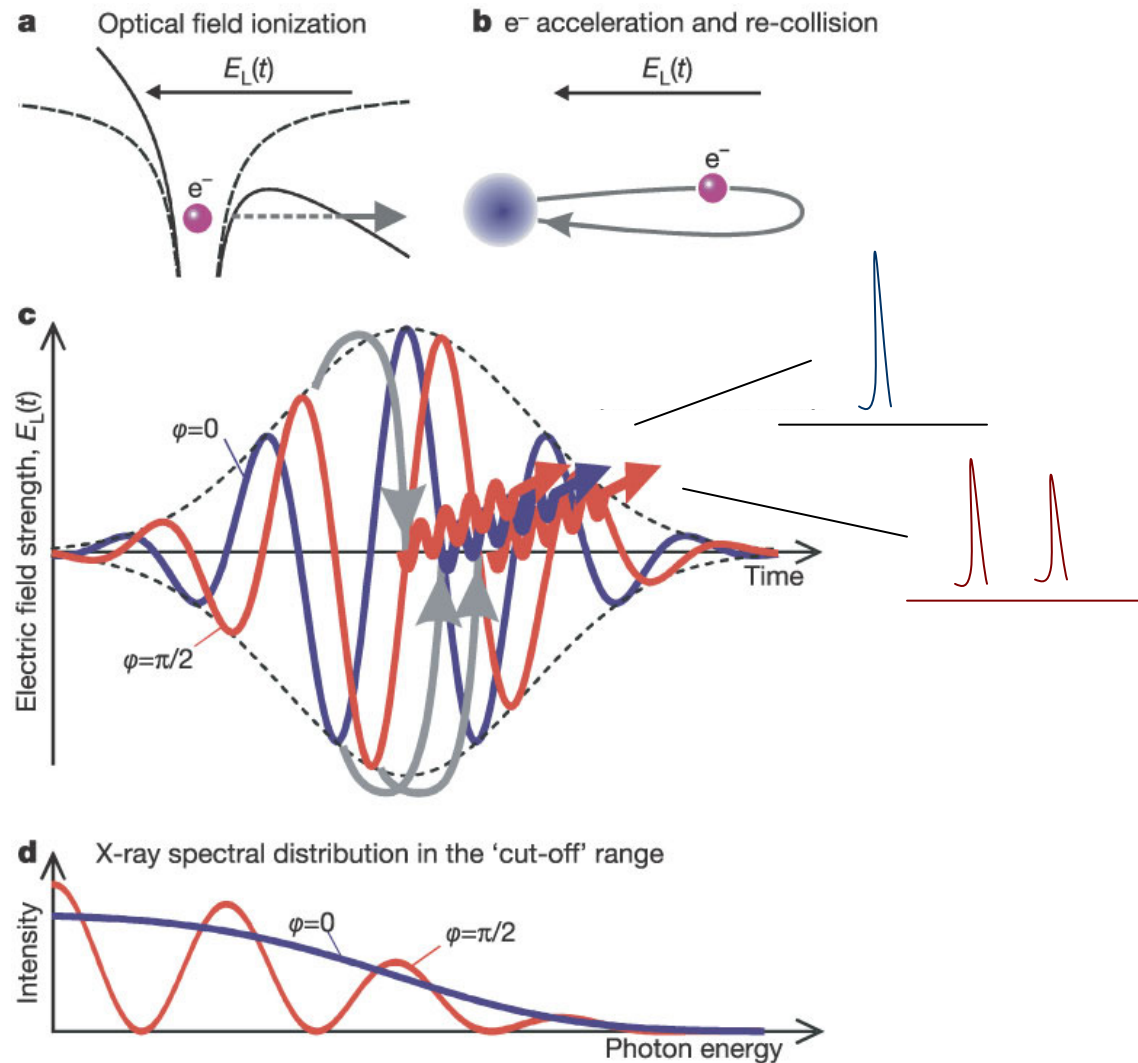 a Optical field ionization
E_L(t)
e⁻
b e⁻ acceleration and re-collision
E_L(t)
e⁻
c
Electric field strength, E_L(t)
φ=0
φ=π/2
Time
d X-ray spectral distribution in the ‘cut-off’ range
Intensity
φ=0
φ=π/2
Photon energy